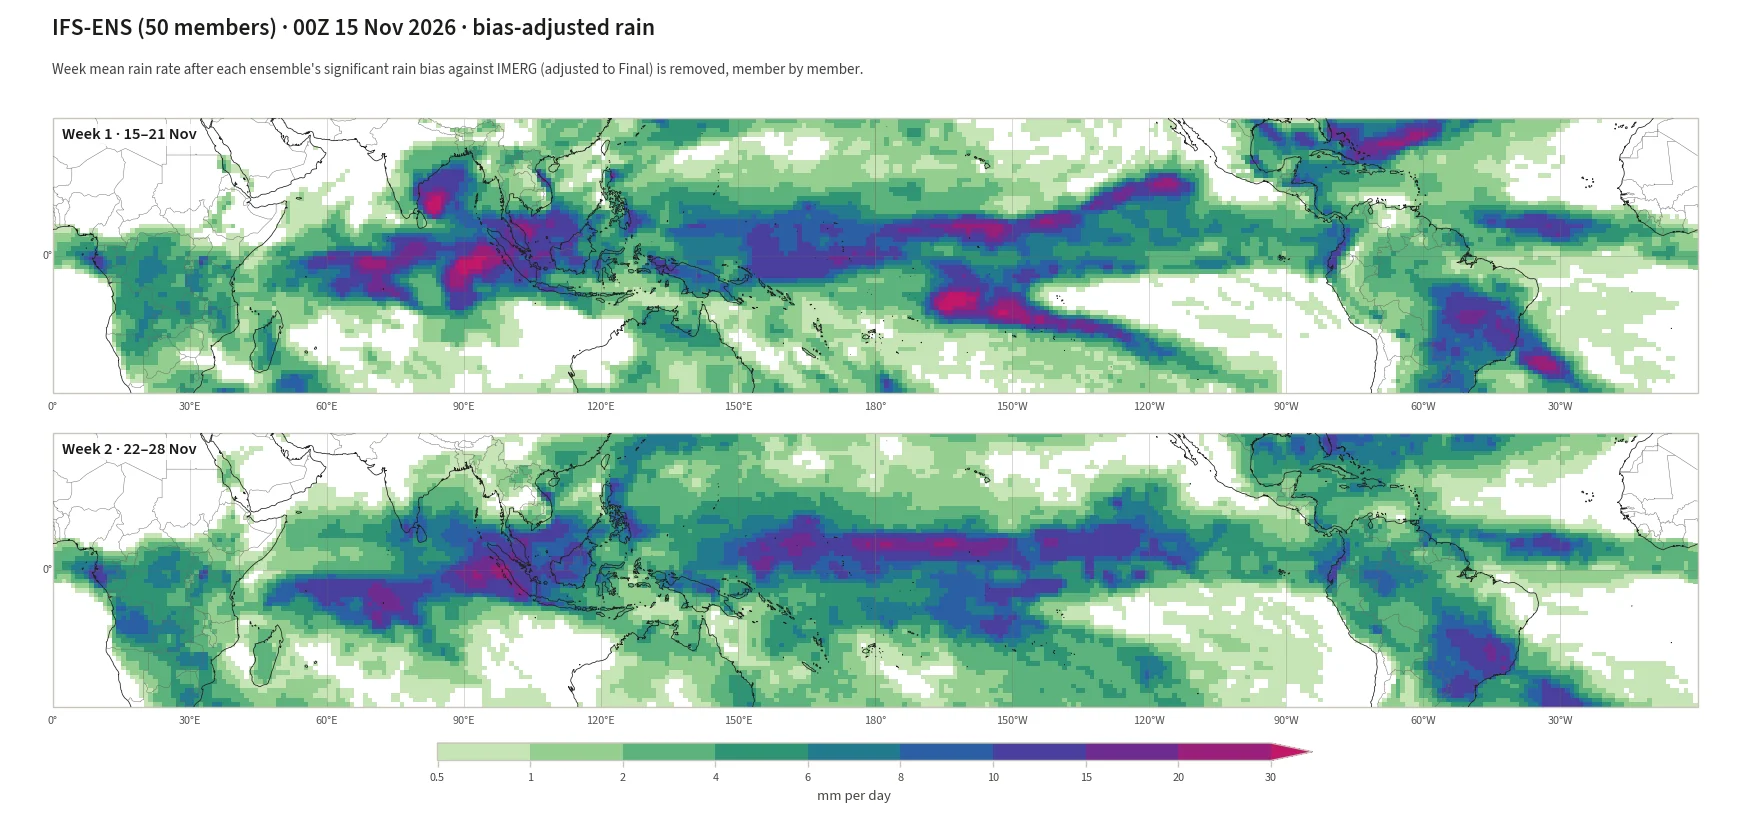 IFS-ENS (50 members) · 00Z 15 Nov 2026 · bias-adjusted rain
Week mean rain rate after each ensemble's significant rain bias against IMERG (adjusted to Final) is removed, member by member.
Week 1 · 15–21 Nov
0°
0° 30°E 60°E 90°E 120°E 150°E 180° 150°W 120°W 90°W 60°W 30°W
Week 2 · 22–28 Nov
0°
0° 30°E 60°E 90°E 120°E 150°E 180° 150°W 120°W 90°W 60°W 30°W
0.5 1 2 4 6 8 10 15 20 30
mm per day